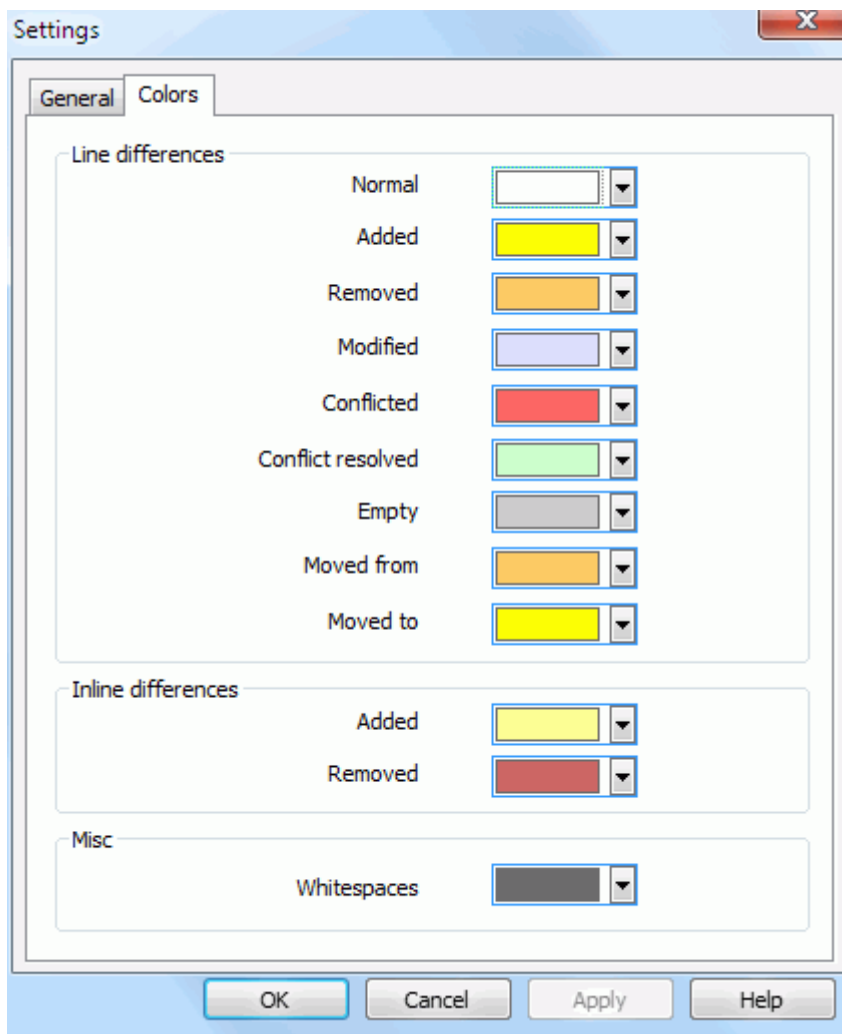 Settings
General Colors
Line differences
Normal
Added
Removed
Modified
Conflicted
Conflict resolved
Empty
Moved from
Moved to
Inline differences
Added
Removed
Misc
Whitespaces
OK Cancel Apply Help